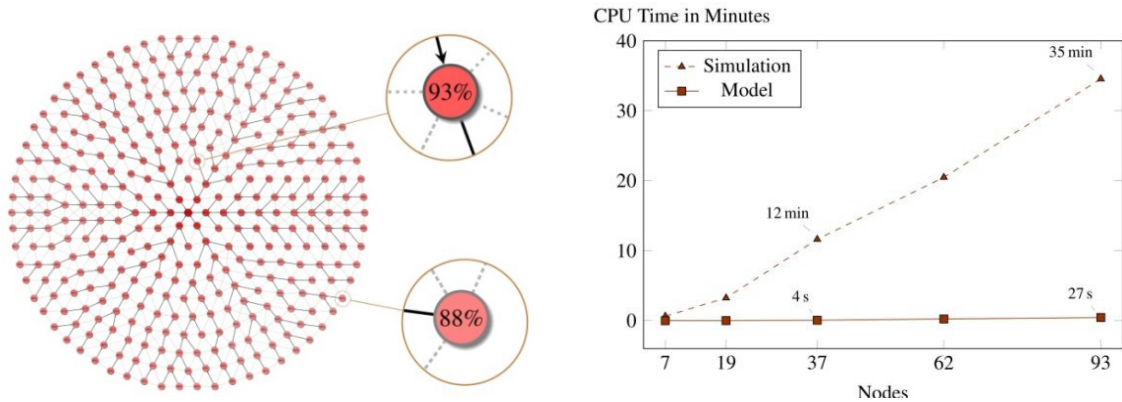 93%
88%
CPU Time in Minutes
40
30
20
10
0
Simulation
Model
35 min
12 min
4 s
27 s
7 19 37 62 93
Nodes